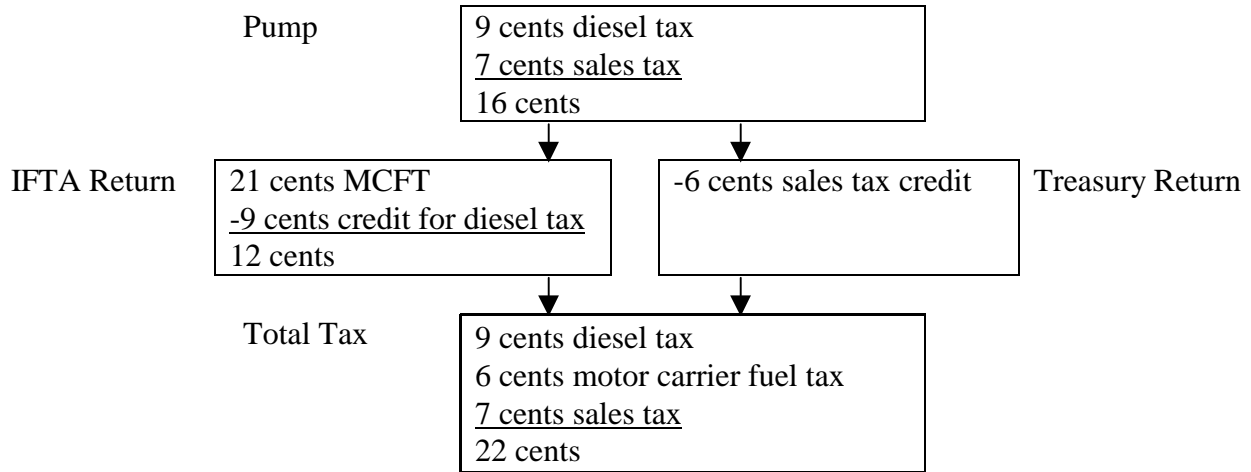 Pump
9 cents diesel tax
7 cents sales tax
16 cents
IFTA Return
21 cents MCFT
-9 cents credit for diesel tax
12 cents
-6 cents sales tax credit
Treasury Return
Total Tax
9 cents diesel tax
6 cents motor carrier fuel tax
7 cents sales tax
22 cents